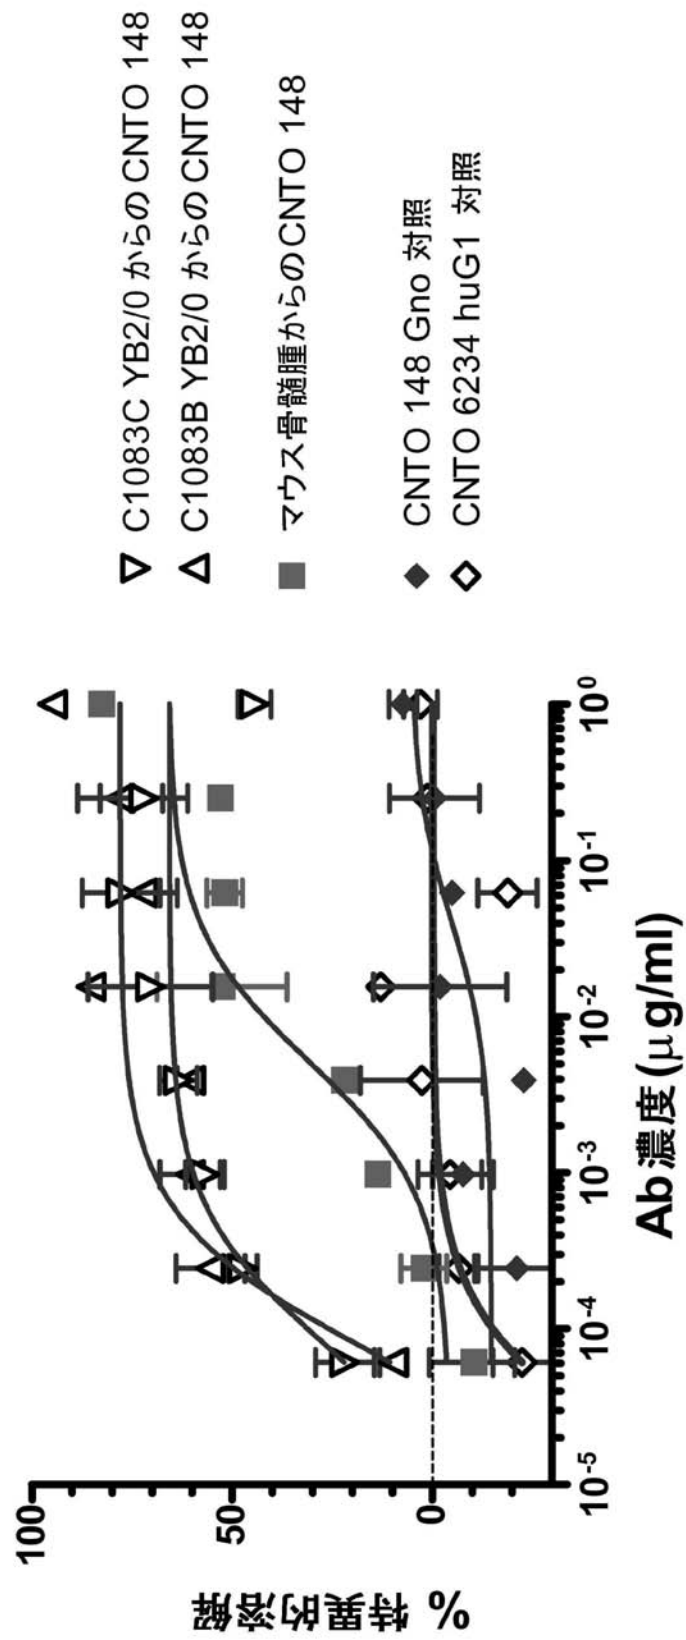 % 特異的溶解
100
50
0
10-5
10-4
10-3
10-2
10-1
100
Ab濃度(μg/ml)
C1083C YB2/0 からのCNTO 148
C1083B YB2/0 からのCNTO 148
マウス骨髄腫からのCNTO 148
CNTO 148 Gno 対照
CNTO 6234 huG1 対照